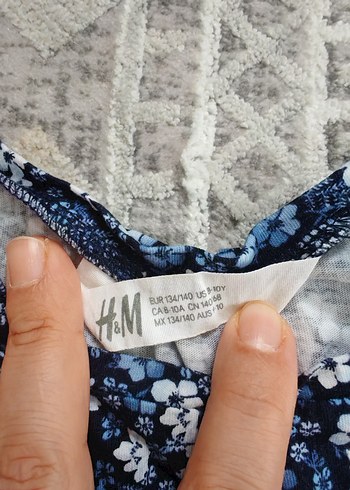 H&M
EUR 134/140 US 8-10Y
CA 8-10A CN 140/68
MX 134/140 AUS 10